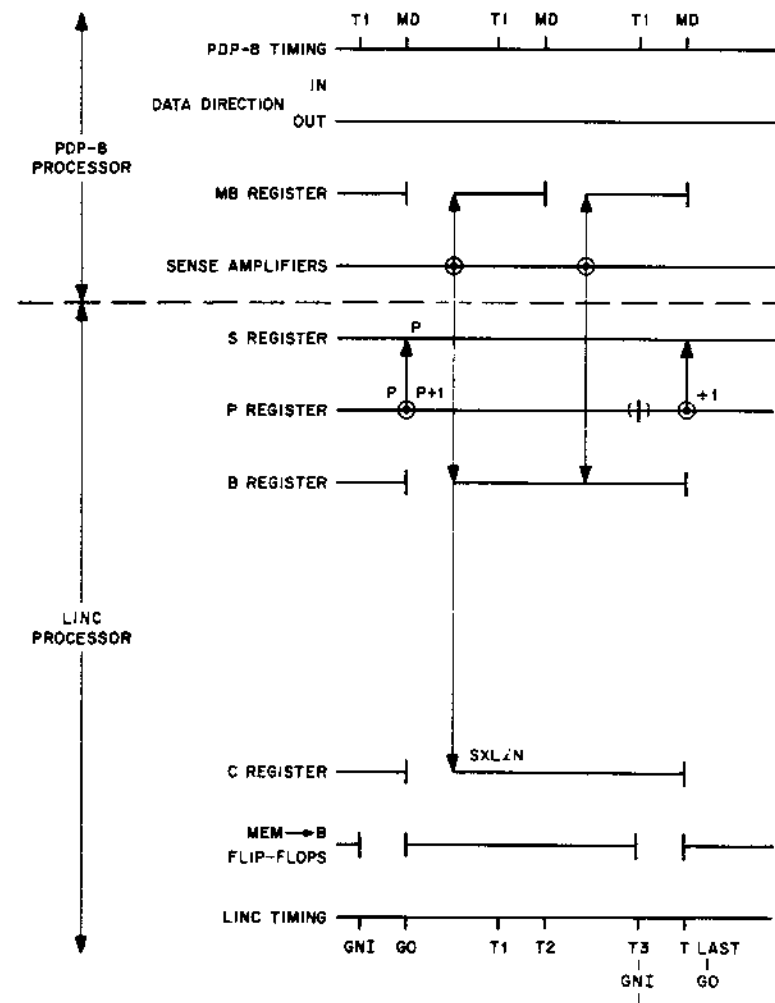 T1 MD T1 MD T1 MD
PDP-8 TIMING
IN
DATA DIRECTION
OUT
PDP-8
PROCESSOR
MB REGISTER
SENSE AMPLIFIERS
P
S REGISTER
P P+1 +1
P REGISTER ( )
B REGISTER
LINC
PROCESSOR
SXL∠N
C REGISTER
MEM→B
FLIP-FLOPS
LINC TIMING
GNI GO T1 T2 T3 T LAST
GNI GO